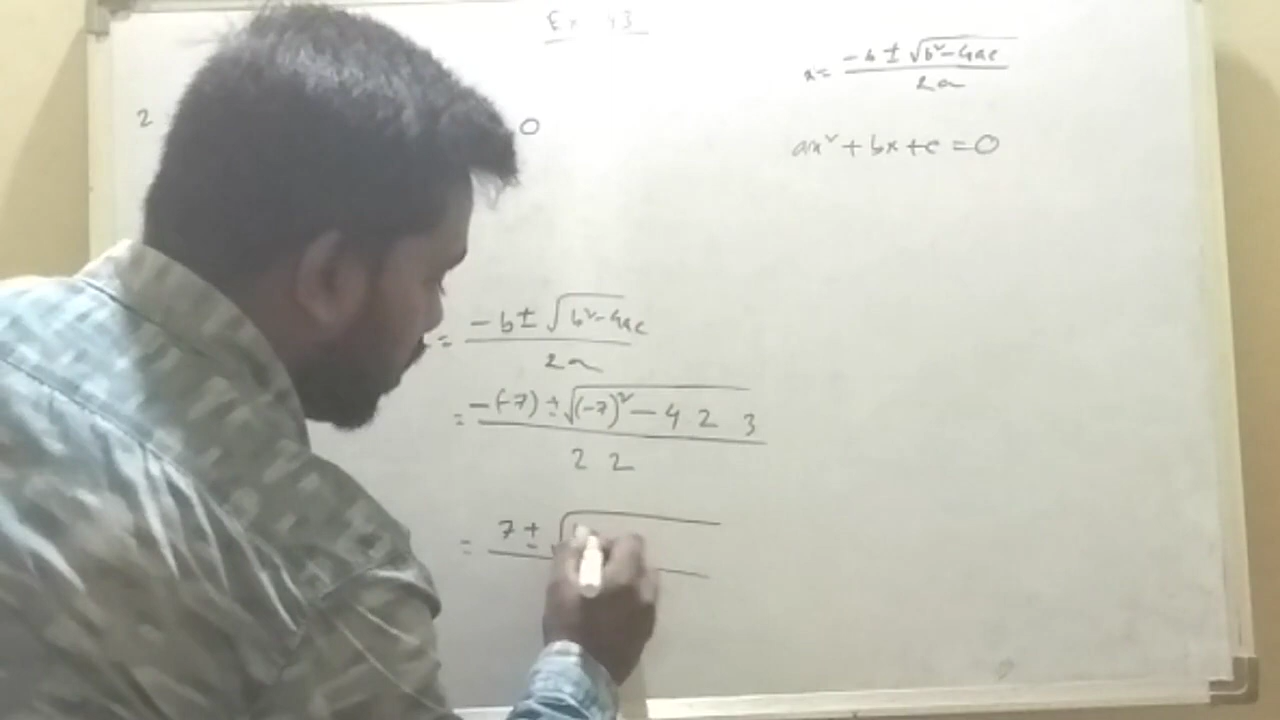 Ex 4.3
x = -b ± √b²-4ac / 2a
2 0
ax² + bx + c = 0
= -b ± √b²-4ac / 2a
= -(-7) ± √(-7)² - 4 2 3 / 2 2
= 7 ± √